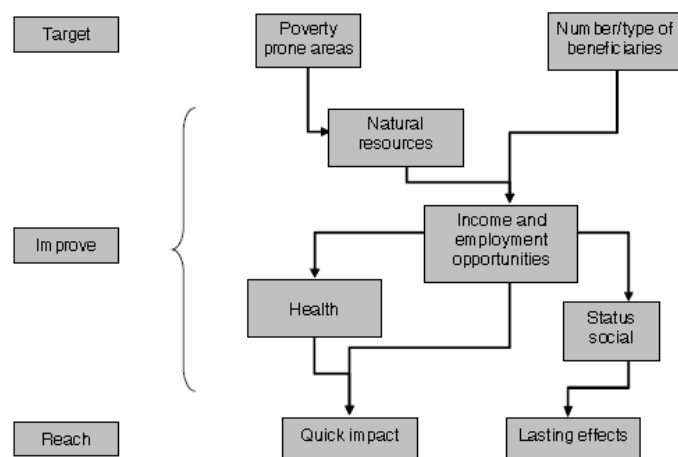 Target
Poverty
prone areas
Number/type of
beneficiaries
Natural
resources
Improve
Income and
employment
opportunities
Health
Status
social
Reach
Quick impact
Lasting effects